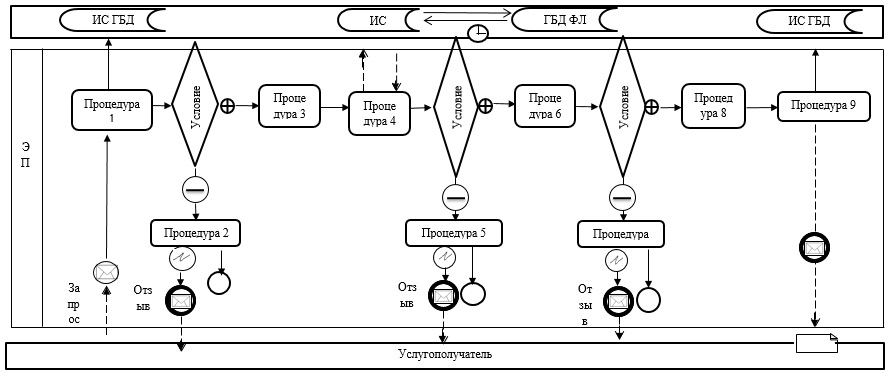 ИС ГБД
ИС
ГБД ФЛ
ИС ГБД
Э
П
Процедура
1
Условие
Проце
дура 3
Проце
дура 4
Условие
Проце
дура 6
Условие
Процед
ура 8
Процедура 9
Процедура 2
Процедура 5
Процедура
За
пр
ос
Отз
ыв
Отз
ыв
От
зы
в
Услугополучатель